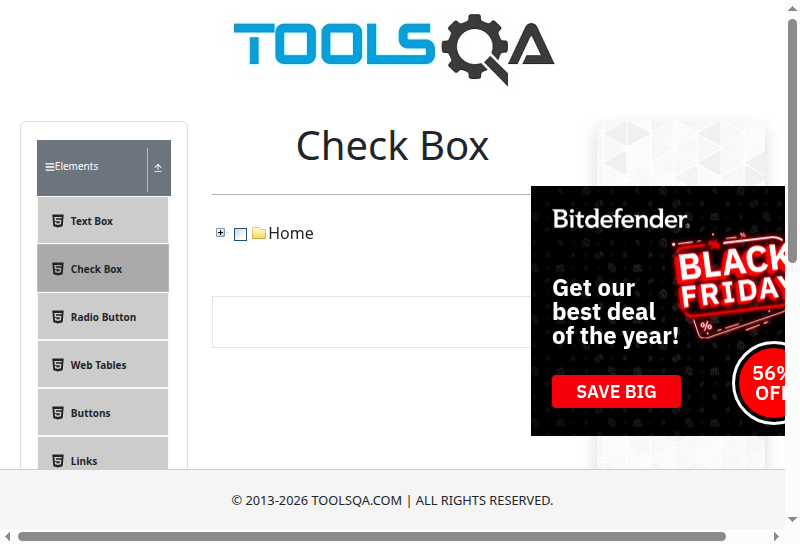 TOOLSQA
Check Box
Elements
Text Box
Check Box
Radio Button
Web Tables
Buttons
Links
Home
Bitdefender
BLACK
FRIDAY
%
%
Get our
best deal
of the year!
SAVE BIG
56%
OFF
© 2013-2026 TOOLSQA.COM | ALL RIGHTS RESERVED.